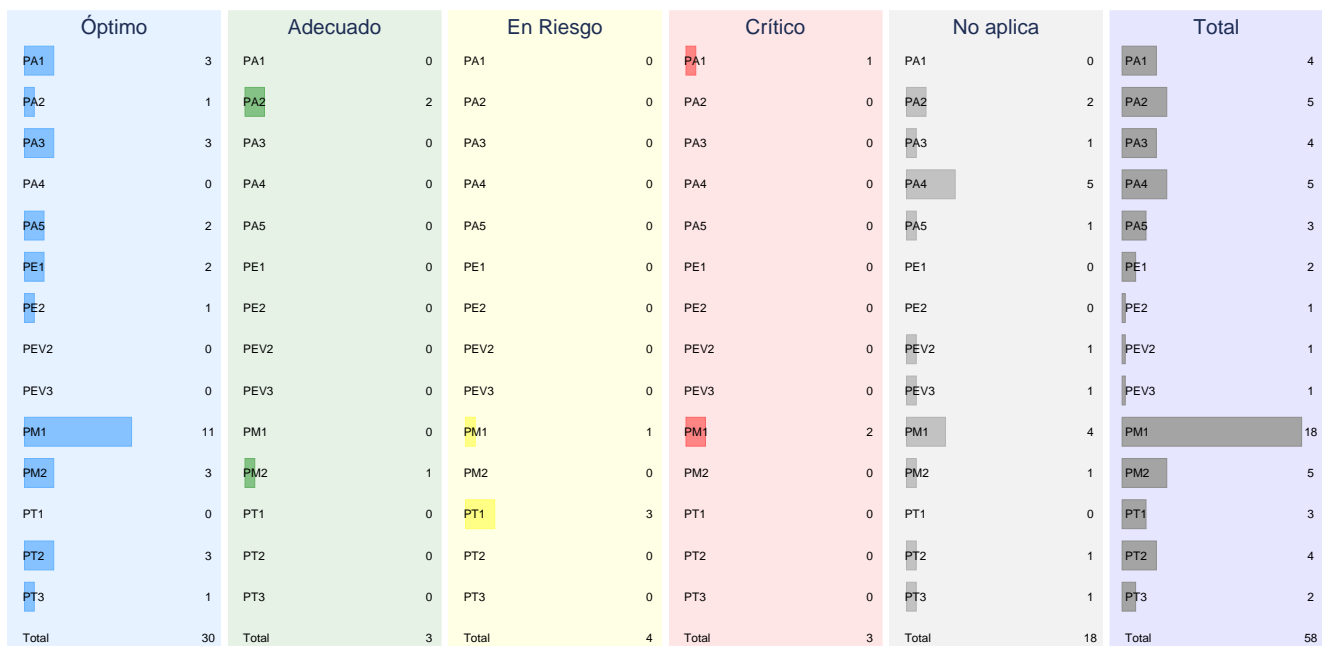 Óptimo Adecuado En Riesgo Crítico No aplica Total
PA1 3 PA1 0 PA1 0 PA1 1 PA1 0 PA1 4
PA2 1 PA2 2 PA2 0 PA2 0 PA2 2 PA2 5
PA3 3 PA3 0 PA3 0 PA3 0 PA3 1 PA3 4
PA4 0 PA4 0 PA4 0 PA4 0 PA4 5 PA4 5
PA5 2 PA5 0 PA5 0 PA5 0 PA5 1 PA5 3
PE1 2 PE1 0 PE1 0 PE1 0 PE1 0 PE1 2
PE2 1 PE2 0 PE2 0 PE2 0 PE2 0 PE2 1
PEV2 0 PEV2 0 PEV2 0 PEV2 0 PEV2 1 PEV2 1
PEV3 0 PEV3 0 PEV3 0 PEV3 0 PEV3 1 PEV3 1
PM1 11 PM1 0 PM1 1 PM1 2 PM1 4 PM1 18
PM2 3 PM2 1 PM2 0 PM2 0 PM2 1 PM2 5
PT1 0 PT1 0 PT1 3 PT1 0 PT1 0 PT1 3
PT2 3 PT2 0 PT2 0 PT2 0 PT2 1 PT2 4
PT3 1 PT3 0 PT3 0 PT3 0 PT3 1 PT3 2
Total 30 Total 3 Total 4 Total 3 Total 18 Total 58